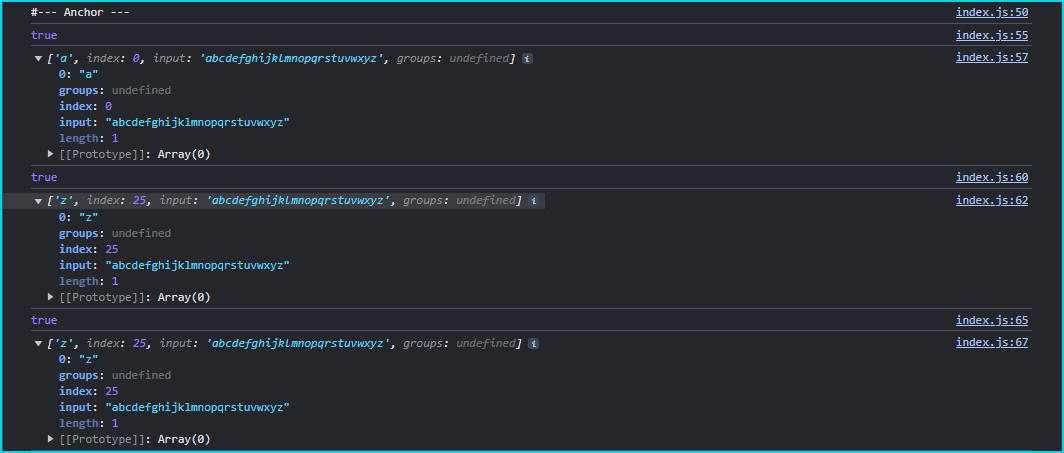 #--- Anchor --- index.js:50
true index.js:55
▼ ['a', index: 0, input: 'abcdefghijklmnopqrstuvwxyz', groups: undefined] i index.js:57
0: "a"
groups: undefined
index: 0
input: "abcdefghijklmnopqrstuvwxyz"
length: 1
▶ [[Prototype]]: Array(0)
true index.js:60
▼ ['z', index: 25, input: 'abcdefghijklmnopqrstuvwxyz', groups: undefined] i index.js:62
0: "z"
groups: undefined
index: 25
input: "abcdefghijklmnopqrstuvwxyz"
length: 1
▶ [[Prototype]]: Array(0)
true index.js:65
▼ ['z', index: 25, input: 'abcdefghijklmnopqrstuvwxyz', groups: undefined] i index.js:67
0: "z"
groups: undefined
index: 25
input: "abcdefghijklmnopqrstuvwxyz"
length: 1
▶ [[Prototype]]: Array(0)